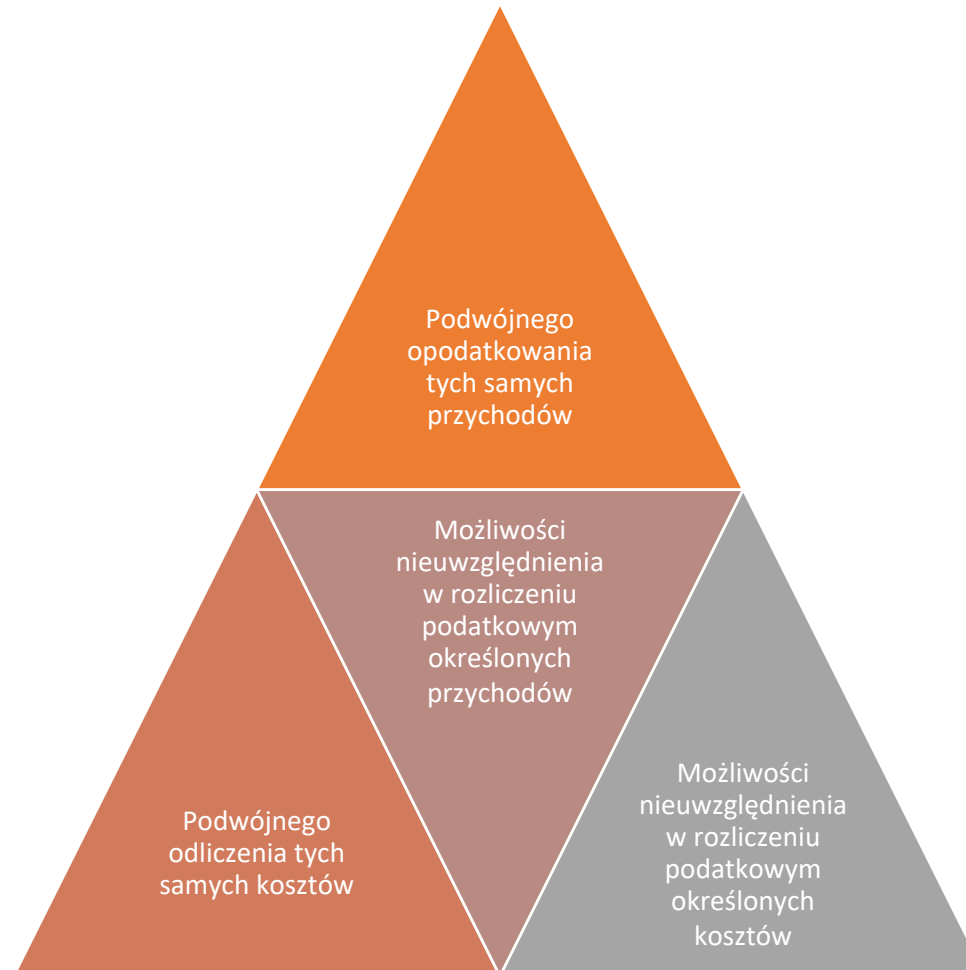 Podwójnego
opodatkowania
tych samych
przychodów
Możliwości
nieuwzględnienia
w rozliczeniu
podatkowym
określonych
przychodów
Podwójnego
odliczenia tych
samych kosztów
Możliwości
nieuwzględnienia
w rozliczeniu
podatkowym
określonych
kosztów